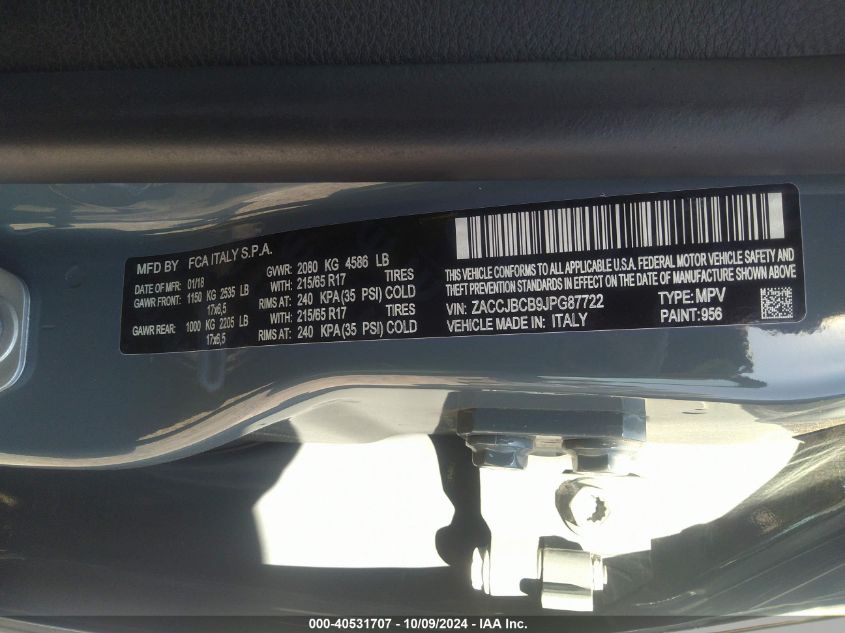 MFD BY FCA ITALY S.P.A.
DATE OF MFR: 01/18 GVWR: 2080 KG 4586 LB
GAWR FRONT: 1150 KG 2535 LB WITH: 215/65 R17 TIRES
17x6,5 RIMS AT: 240 KPA(35 PSI) COLD
GAWR REAR: 1000 KG 2205 LB WITH: 215/65 R17 TIRES
17x6,5 RIMS AT: 240 KPA(35 PSI) COLD
THIS VEHICLE CONFORMS TO ALL APPLICABLE U.S.A. FEDERAL MOTOR VEHICLE SAFETY,
THEFT PREVENTION STANDARDS IN EFFECT ON THE DATE OF MANUFACTURE SHOWN ABOVE.
VIN: ZACCJBCB9JPG87722 TYPE: MPV
VEHICLE MADE IN: ITALY PAINT: 956
000-40531707 - 10/09/2024 - IAA Inc.